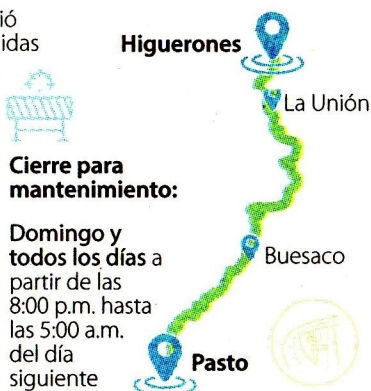 ió
idas
Higuerones
La Unión
Cierre para
mantenimiento:
Domingo y
todos los días a
partir de las
8:00 p.m. hasta
las 5:00 a.m.
del día
siguiente
Buesaco
Pasto